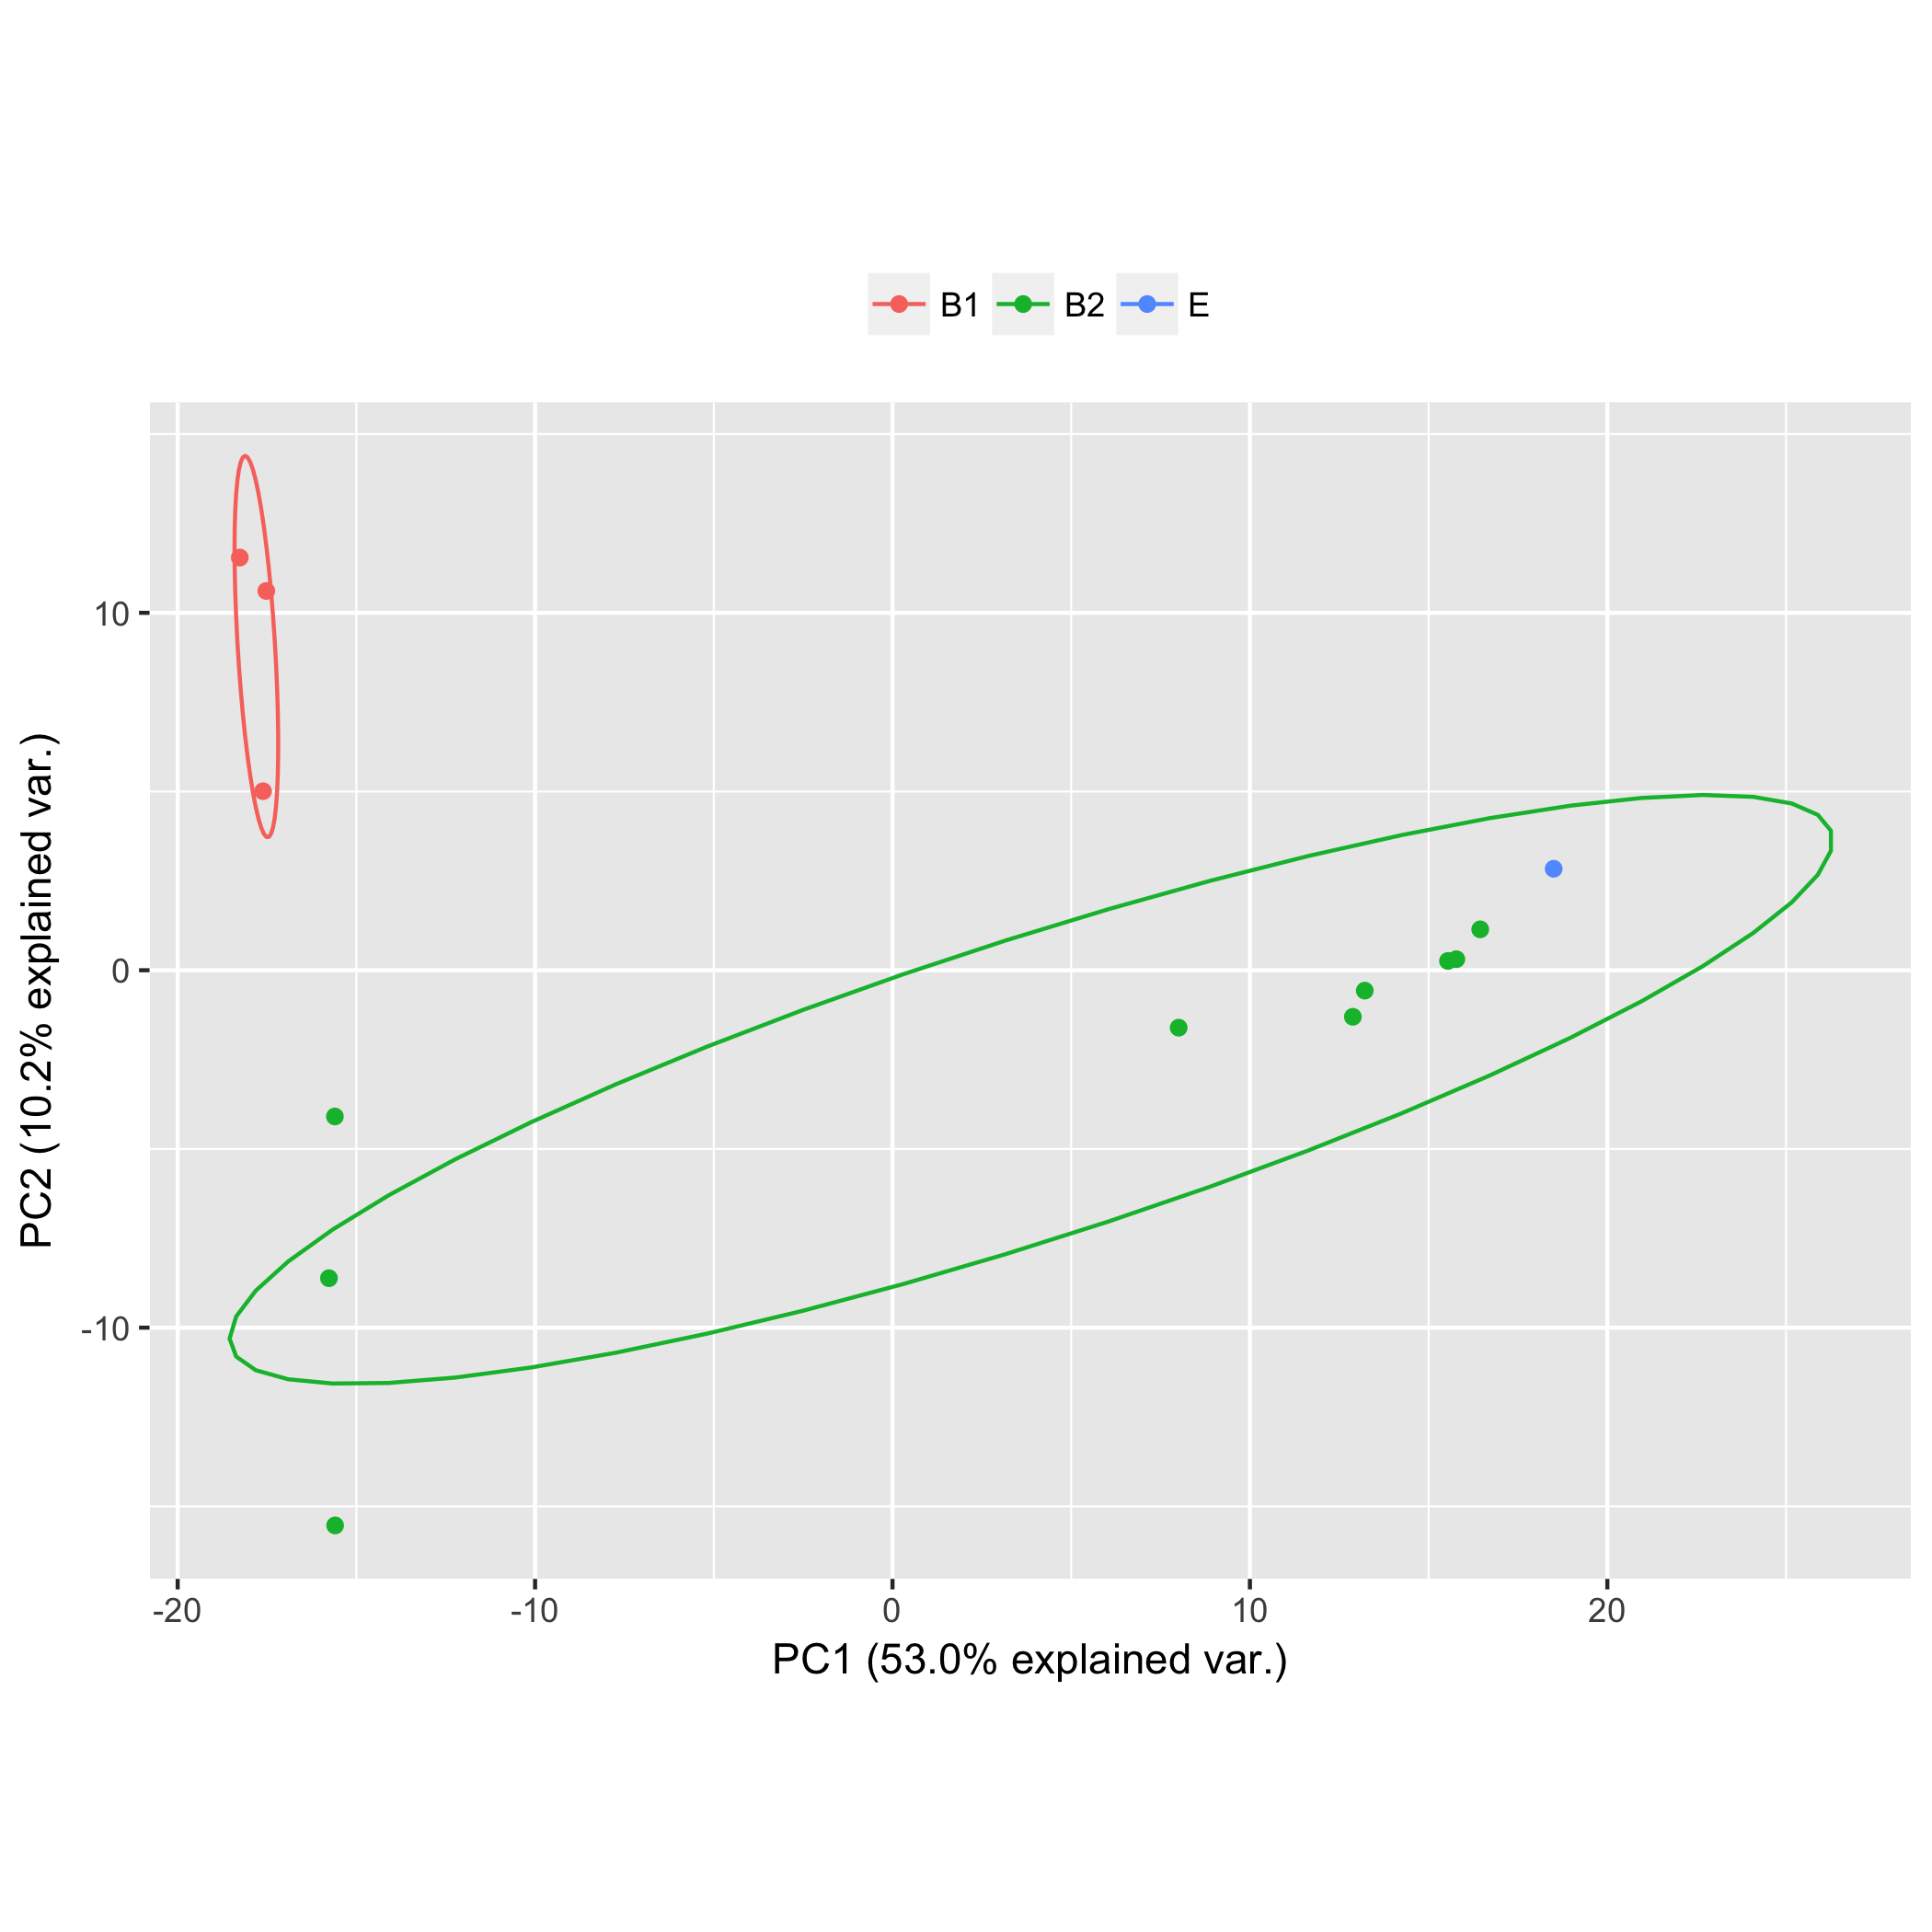 B1 B2 E
10
0
-10
PC2 (10.2% explained var.)
-20 -10 0 10 20
PC1 (53.0% explained var.)